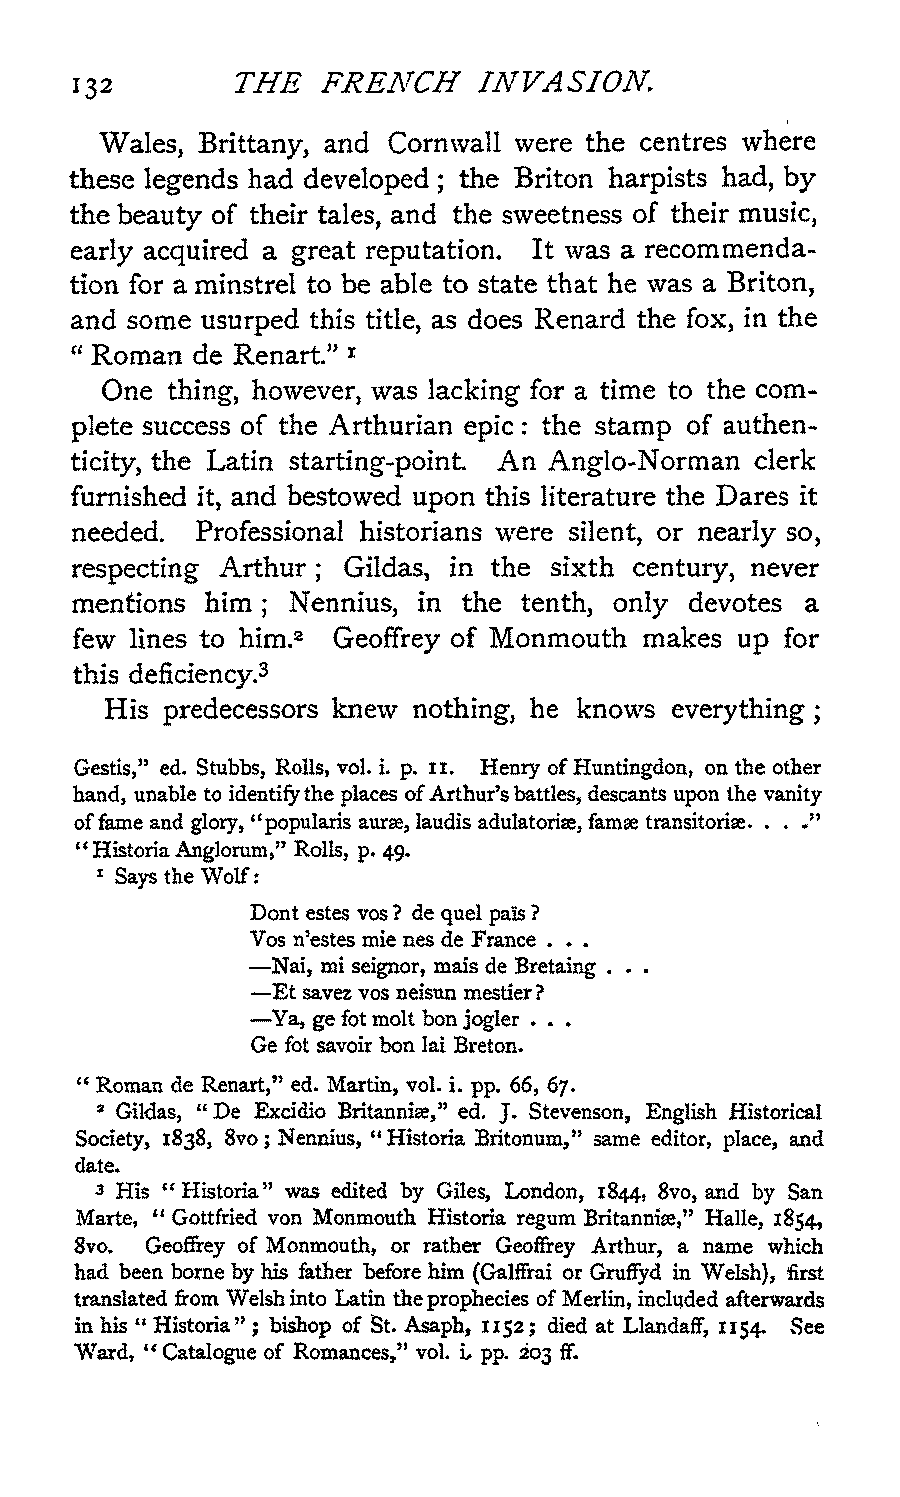 132 THE FRENCH INVASION.
Wales, Brittany, and Cornwall were the centres where
these legends had developed ; the Briton harpists had, by
the beauty of their tales, and the sweetness of their music,
early acquired a great reputation. It was a recommenda-
tion for a minstrel to be able to state that he was a Briton,
and some usurped this title, as does Renard the fox, in the
“ Roman de Renart.” ¹
One thing, however, was lacking for a time to the com-
plete success of the Arthurian epic : the stamp of authen-
ticity, the Latin starting-point. An Anglo-Norman clerk
furnished it, and bestowed upon this literature the Dares it
needed. Professional historians were silent, or nearly so,
respecting Arthur ; Gildas, in the sixth century, never
mentions him ; Nennius, in the tenth, only devotes a
few lines to him.² Geoffrey of Monmouth makes up for
this deficiency.³
His predecessors knew nothing, he knows everything ;
Gestis,” ed. Stubbs, Rolls, vol. i. p. 11. Henry of Huntingdon, on the other
hand, unable to identify the places of Arthur's battles, descants upon the vanity
of fame and glory, “popularis auræ, laudis adulatoriæ, famæ transitoriæ. . . .”
“Historia Anglorum,” Rolls, p. 49.
¹ Says the Wolf :
Dont estes vos ? de quel païs ?
Vos n'estes mie nes de France . . .
—Nai, mi seignor, mais de Bretaing . . .
—Et savez vos neisun mestier ?
—Ya, ge fot molt bon jogler . . .
Ge fot savoir bon lai Breton.
“ Roman de Renart,” ed. Martin, vol. i. pp. 66, 67.
² Gildas, “ De Excidio Britanniæ,” ed. J. Stevenson, English Historical
Society, 1838, 8vo ; Nennius, “ Historia Britonum,” same editor, place, and
date.
³ His “ Historia” was edited by Giles, London, 1844, 8vo, and by San
Marte, “ Gottfried von Monmouth Historia regum Britanniæ,” Halle, 1854,
8vo. Geoffrey of Monmouth, or rather Geoffrey Arthur, a name which
had been borne by his father before him (Galffrai or Gruffyd in Welsh), first
translated from Welsh into Latin the prophecies of Merlin, included afterwards
in his “ Historia” ; bishop of St. Asaph, 1152 ; died at Llandaff, 1154. See
Ward, “ Catalogue of Romances,” vol. i. pp. 203 ff.